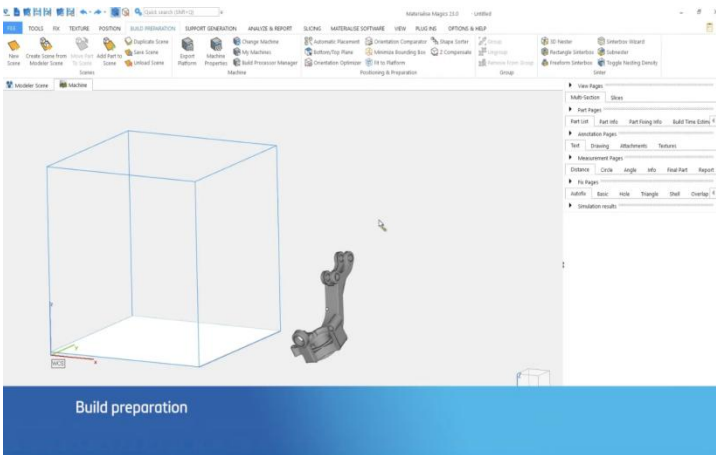 Quick search (Shift+Q)
Materialise Magics 23.0 - Untitled
FILE TOOLS FIX TEXTURE POSITION BUILD PREPARATION SUPPORT GENERATION ANALYZE & REPORT SLICING MATERIALISE SOFTWARE VIEW PLUG INS OPTIONS & HELP
New Scene
Create Scene from Modeler Scene
Move Part To Scene
Add Part to Scene
Duplicate Scene
Save Scene
Unload Scene
Scenes
Export Platform
Machine Properties
Change Machine
My Machines
Build Processor Manager
Machine
Automatic Placement
Bottom/Top Plane
Orientation Optimizer
Orientation Comparator
Minimize Bounding Box
Fit to Platform
Shape Sorter
Z Compensate
Positioning & Preparation
Group
Ungroup
Remove From Group
Group
3D Nester
Rectangle Sinterbox
Freeform Sinterbox
Sinterbox Wizard
Subnester
Toggle Nesting Density
Sinter
Modeler Scene
Machine
View Pages
Multi-Section Slices
Part Pages
Part List Part Info Part Fixing Info Build Time Estim
Annotation Pages
Text Drawing Attachments Textures
Measurement Pages
Distance Circle Angle Info Final Part Report
Fix Pages
Autofix Basic Hole Triangle Shell Overlap
Simulation results
z
y
x
WCS
Build preparation